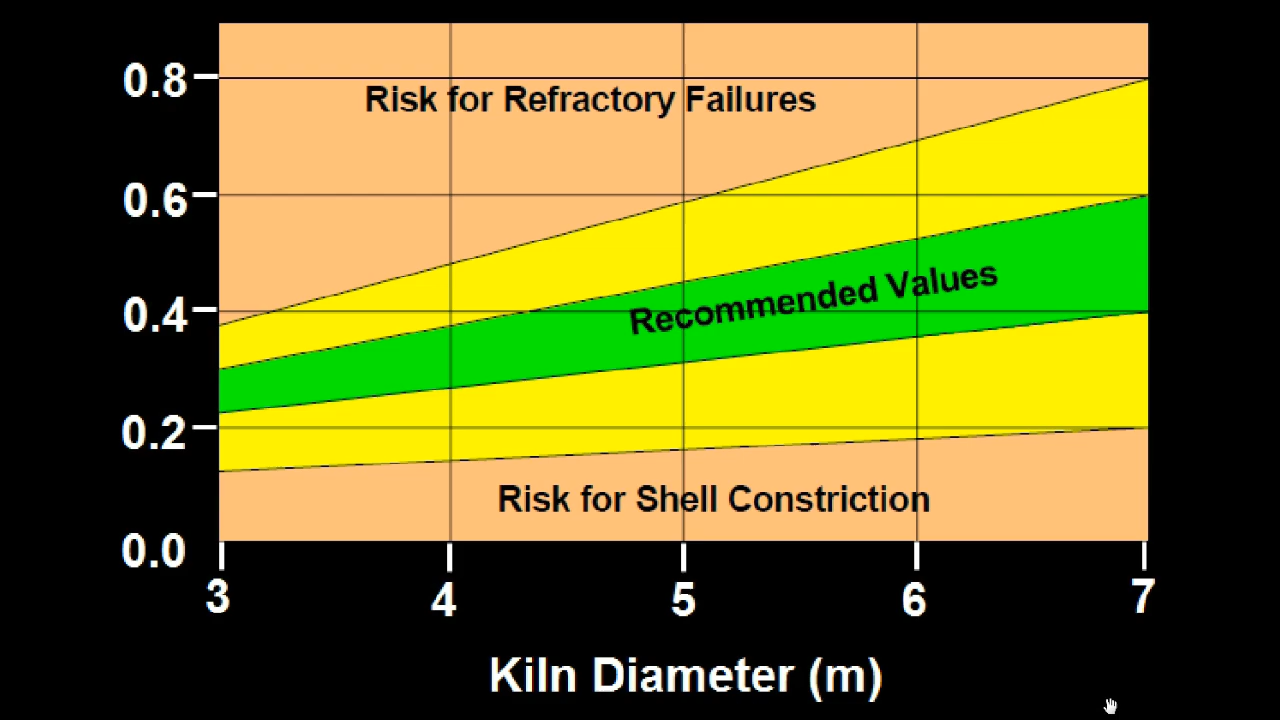 0.8
Risk for Refractory Failures
0.6
Recommended Values
0.4
0.2
Risk for Shell Constriction
0.0
3 4 5 6 7
Kiln Diameter (m)